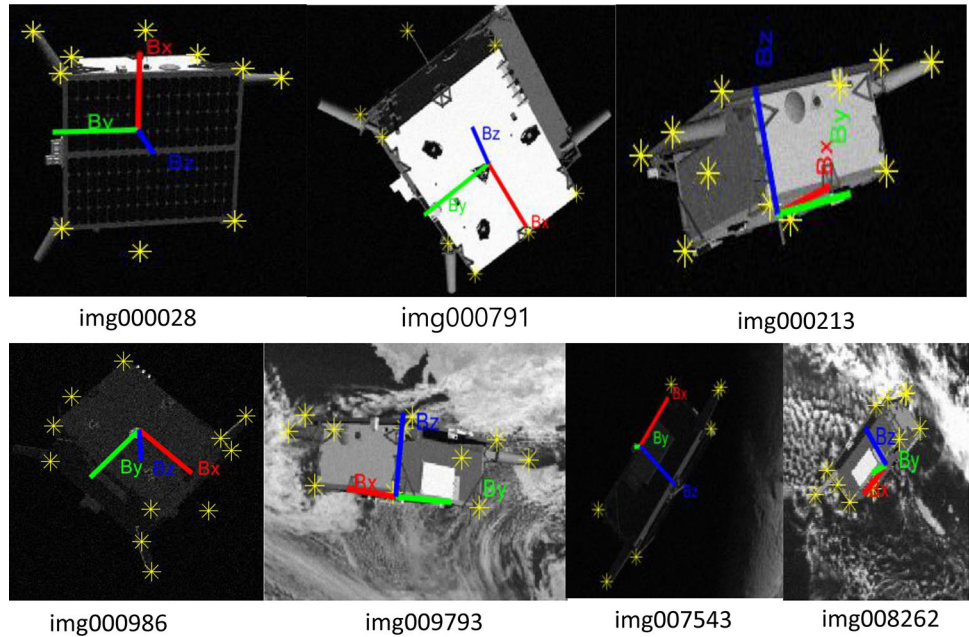 Bx
By
Bz
Bz
By
Bx
Bz
Bx
By
img000028
img000791
img000213
By
Bz
Bx
Bz
Bx
By
Bx
By
Bz
Bz
By
Bx
img000986
img009793
img007543
img008262